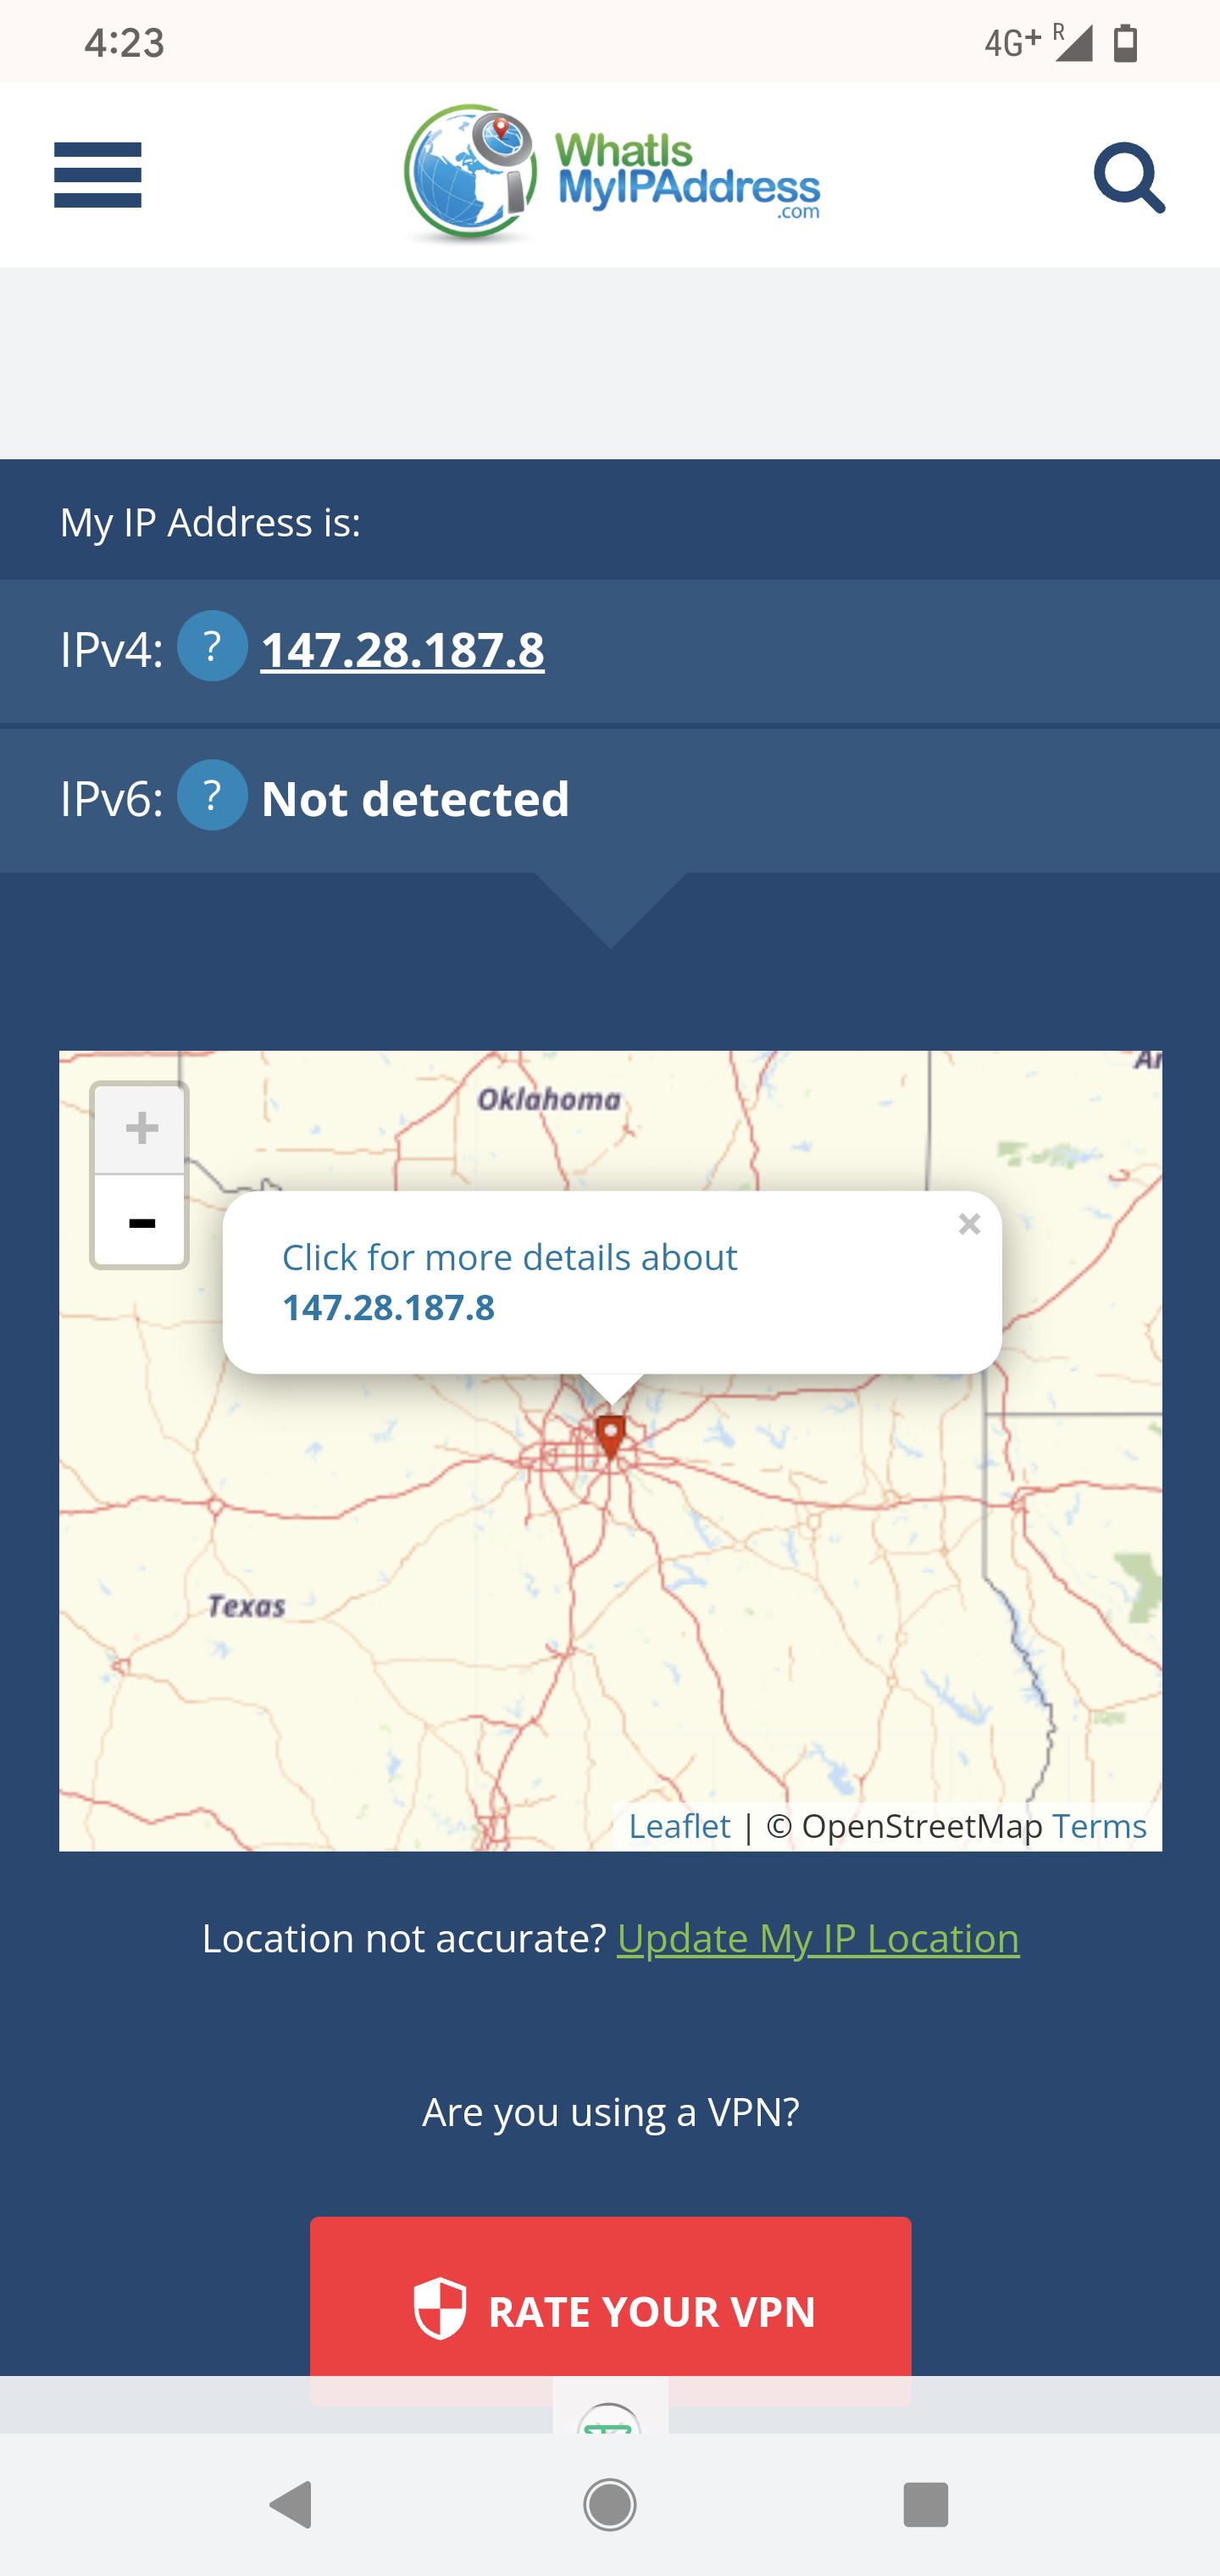 4:23
4G+ R
WhatIs
MyIPAddress
.com
My IP Address is:
IPv4: ? 147.28.187.8
IPv6: ? Not detected
+
-
Oklahoma
Click for more details about
147.28.187.8
×
Texas
Leaflet | © OpenStreetMap Terms
Location not accurate? Update My IP Location
Are you using a VPN?
RATE YOUR VPN